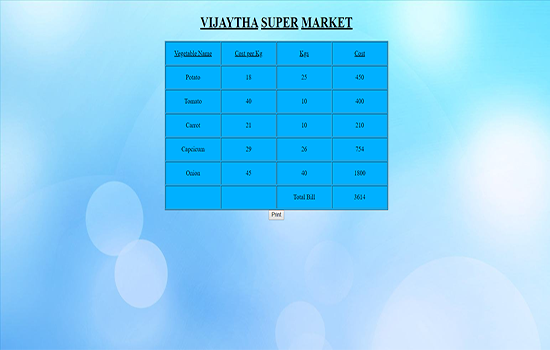 VIJAYTHA SUPER MARKET
Vegetable Name Cost per Kg Kgs Cost
Potato 18 25 450
Tomato 40 10 400
Carrot 21 10 210
Capcicum 29 26 754
Onion 45 40 1800
Total Bill 3614
Print